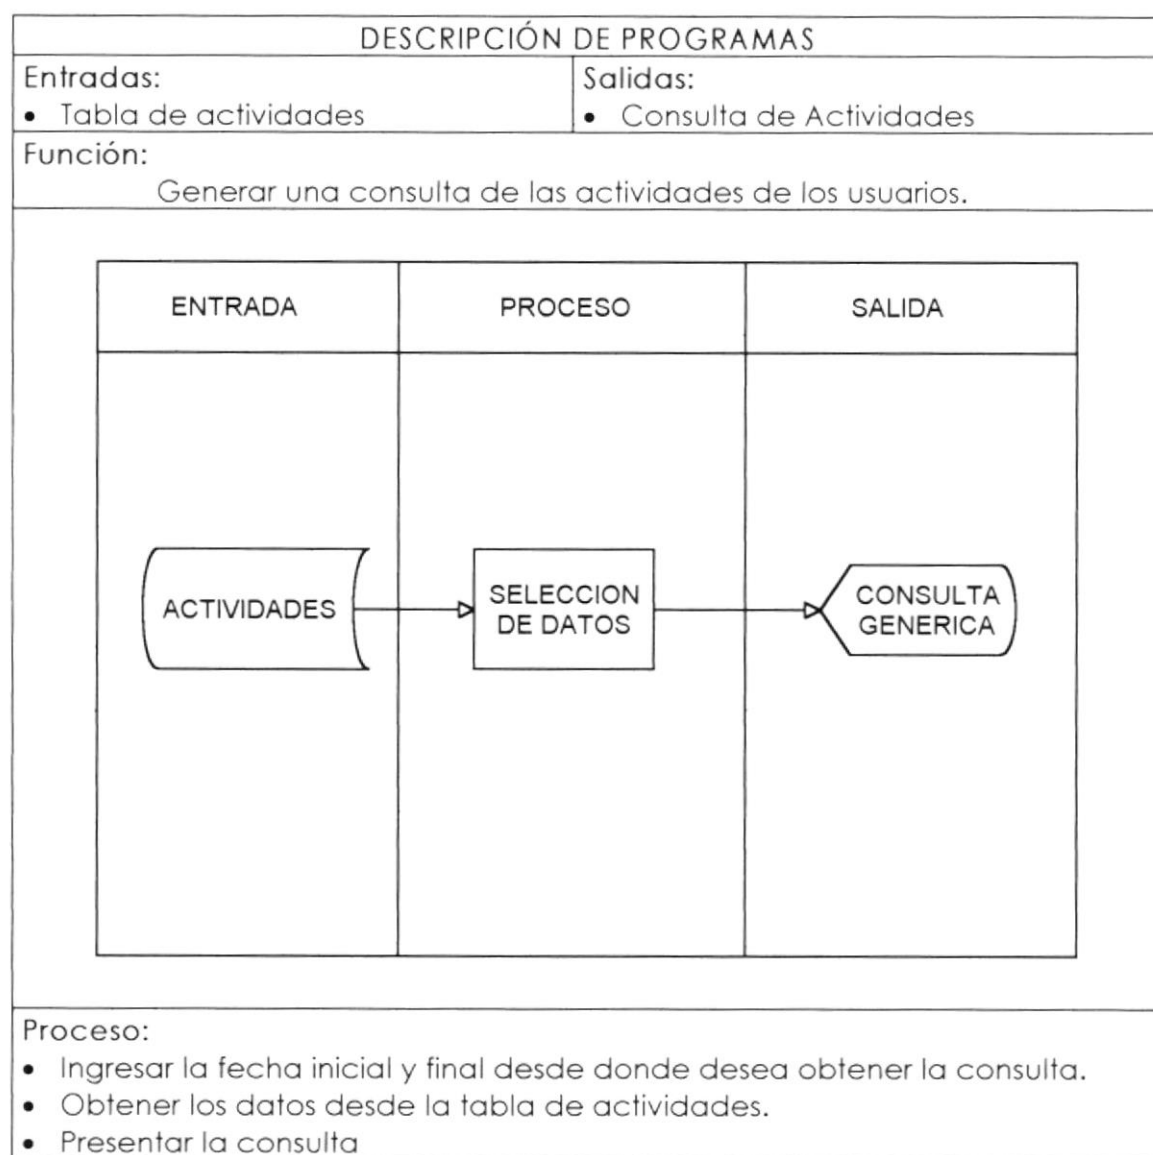 DESCRIPCIÓN DE PROGRAMAS
Entradas:
• Tabla de actividades
Salidas:
• Consulta de Actividades
Función:
Generar una consulta de las actividades de los usuarios.
ENTRADA
PROCESO
SALIDA
ACTIVIDADES
SELECCION
DE DATOS
CONSULTA
GENERICA
Proceso:
• Ingresar la fecha inicial y final desde donde desea obtener la consulta.
• Obtener los datos desde la tabla de actividades.
• Presentar la consulta